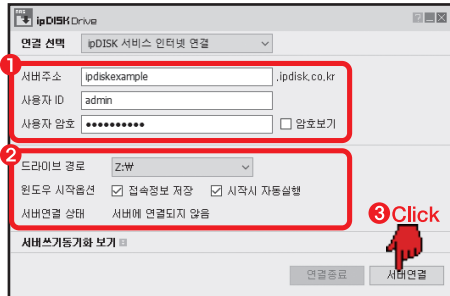 ipDISK Drive
연결 선택 ipDISK 서비스 인터넷 연결
1
서버주소 ipdiskexample .ipdisk.co.kr
사용자 ID admin
사용자 암호 ●●●●●●●●●● 암호보기
2
드라이브 경로 Z:₩
윈도우 시작옵션 접속정보 저장 시작시 자동실행
서버연결 상태 서버에 연결되지 않음
3 Click
서버쓰기동기화 보기
연결종료 서버연결